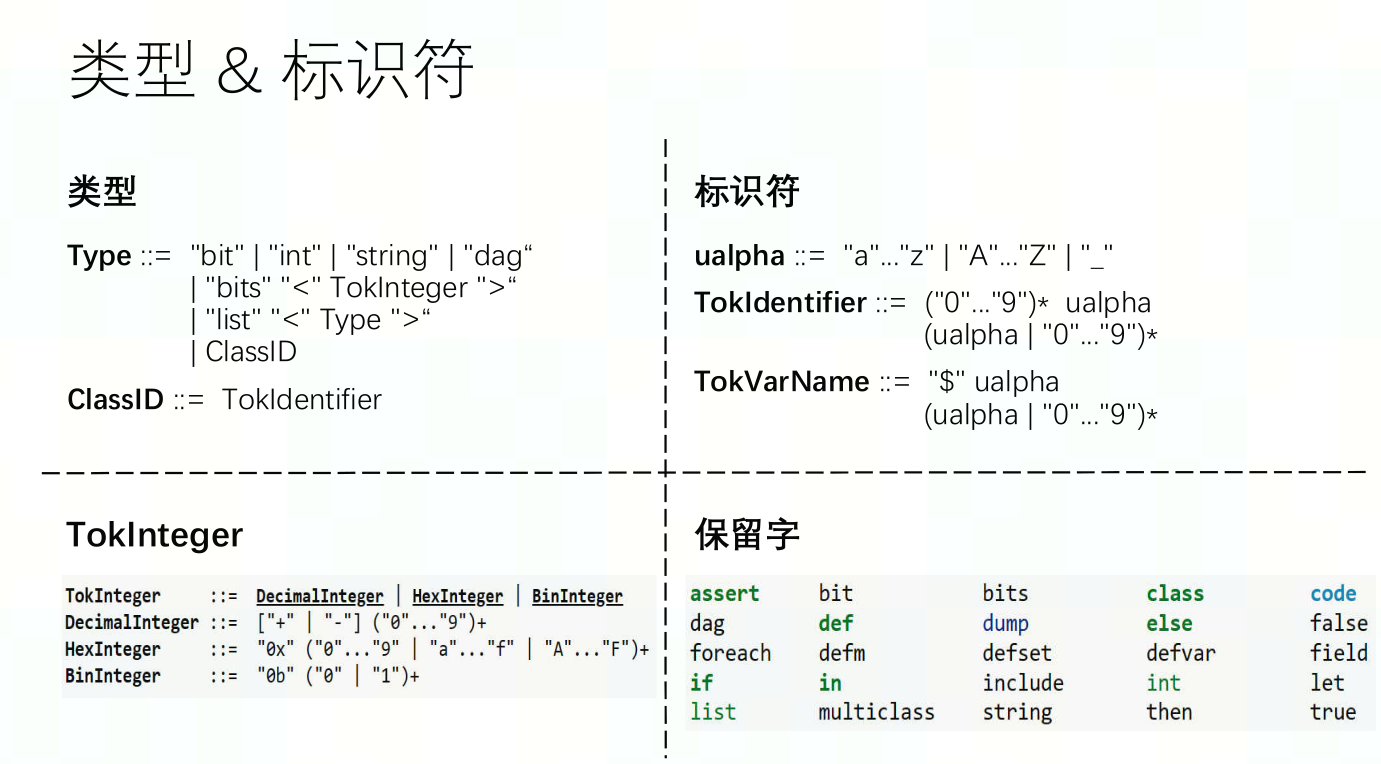 类型 & 标识符
类型
Type ::= "bit" | "int" | "string" | "dag“
| "bits" "<" TokInteger ">“
| "list" "<" Type ">“
| ClassID
ClassID ::= TokIdentifier
标识符
ualpha ::= "a"..."z" | "A"..."Z" | "_"
TokIdentifier ::= ("0"..."9")* ualpha
(ualpha | "0"..."9")*
TokVarName ::= "$" ualpha
(ualpha | "0"..."9")*
TokInteger
TokInteger ::= DecimalInteger | HexInteger | BinInteger
DecimalInteger ::= ["+" | "-"] ("0"..."9")+
HexInteger ::= "0x" ("0"..."9" | "a"..."f" | "A"..."F")+
BinInteger ::= "0b" ("0" | "1")+
保留字
assert bit bits class code
dag def dump else false
foreach defm defset defvar field
if in include int let
list multiclass string then true